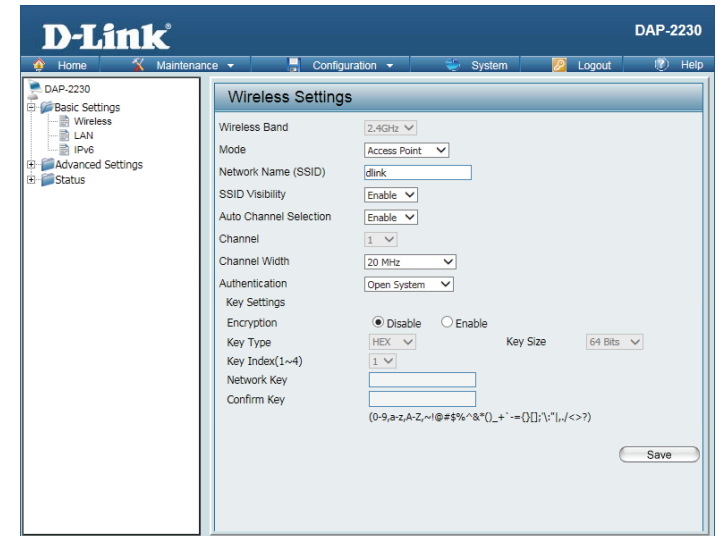 D-Link
DAP-2230
Home Maintenance Configuration System Logout Help
DAP-2230
Basic Settings
Wireless
LAN
IPv6
Advanced Settings
Status
Wireless Settings
Wireless Band 2.4GHz
Mode Access Point
Network Name (SSID) dlink
SSID Visibility Enable
Auto Channel Selection Enable
Channel 1
Channel Width 20 MHz
Authentication Open System
Key Settings
Encryption Disable Enable
Key Type HEX Key Size 64 Bits
Key Index(1~4) 1
Network Key
Confirm Key
(0-9,a-z,A-Z,~!@#$%^&*()_+`-={}[];'\:"|,./<>?)
Save